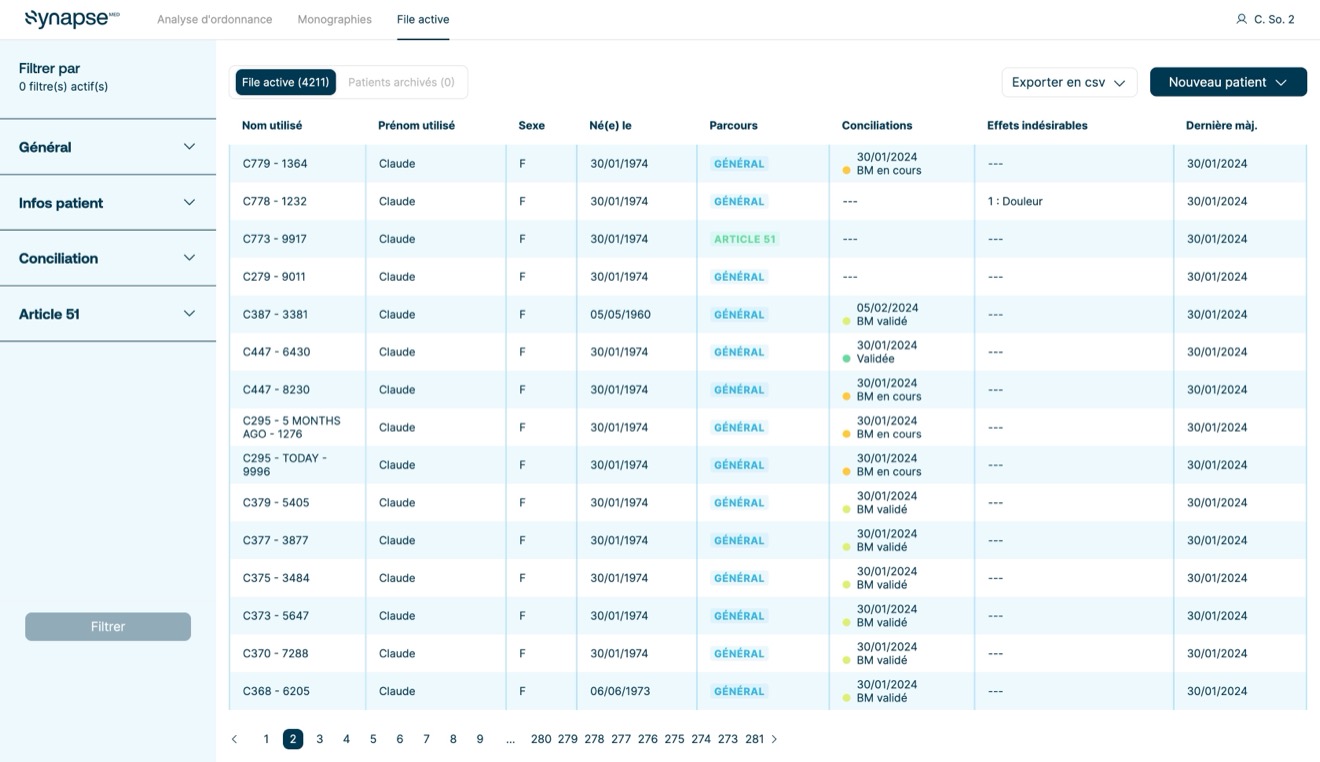 Synapse MED Analyse d'ordonnance Monographies File active C. So. 2
Filtrer par
0 filtre(s) actif(s)
Général
Infos patient
Conciliation
Article 51
Filtrer
File active (4211) Patients archivés (0) Exporter en csv Nouveau patient
Nom utilisé Prénom utilisé Sexe Né(e) le Parcours Conciliations Effets indésirables Dernière màj.
C779 - 1364 Claude F 30/01/1974 GÉNÉRAL 30/01/2024 BM en cours --- 30/01/2024
C778 - 1232 Claude F 30/01/1974 GÉNÉRAL --- 1 : Douleur 30/01/2024
C773 - 9917 Claude F 30/01/1974 ARTICLE 51 --- --- 30/01/2024
C279 - 9011 Claude F 30/01/1974 GÉNÉRAL --- --- 30/01/2024
C387 - 3381 Claude F 05/05/1960 GÉNÉRAL 05/02/2024 BM validé --- 30/01/2024
C447 - 6430 Claude F 30/01/1974 GÉNÉRAL 30/01/2024 Validée --- 30/01/2024
C447 - 8230 Claude F 30/01/1974 GÉNÉRAL 30/01/2024 BM en cours --- 30/01/2024
C295 - 5 MONTHS AGO - 1276 Claude F 30/01/1974 GÉNÉRAL 30/01/2024 BM en cours --- 30/01/2024
C295 - TODAY - 9996 Claude F 30/01/1974 GÉNÉRAL 30/01/2024 BM en cours --- 30/01/2024
C379 - 5405 Claude F 30/01/1974 GÉNÉRAL 30/01/2024 BM validé --- 30/01/2024
C377 - 3877 Claude F 30/01/1974 GÉNÉRAL 30/01/2024 BM validé --- 30/01/2024
C375 - 3484 Claude F 30/01/1974 GÉNÉRAL 30/01/2024 BM validé --- 30/01/2024
C373 - 5647 Claude F 30/01/1974 GÉNÉRAL 30/01/2024 BM validé --- 30/01/2024
C370 - 7288 Claude F 30/01/1974 GÉNÉRAL 30/01/2024 BM validé --- 30/01/2024
C368 - 6205 Claude F 06/06/1973 GÉNÉRAL 30/01/2024 BM validé --- 30/01/2024
1 2 3 4 5 6 7 8 9 ... 280 279 278 277 276 275 274 273 281